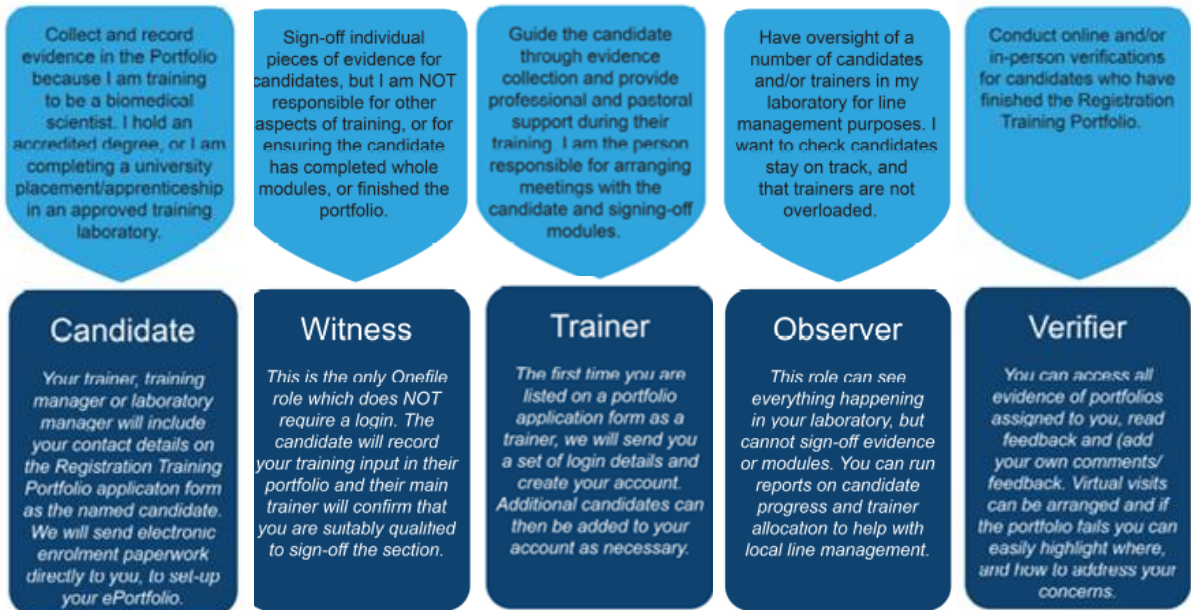 Collect and record
evidence in the Portfolio
because I am training
to be a biomedical
scientist. I hold an
accredited degree, or I am
completing a university
placement/apprenticeship
in an approved training
laboratory.
Sign-off individual
pieces of evidence for
candidates, but I am NOT
responsible for other
aspects of training, or for
ensuring the candidate
has completed whole
modules, or finished the
portfolio.
Guide the candidate
through evidence
collection and provide
professional and pastoral
support during their
training. I am the person
responsible for arranging
meetings with the
candidate and signing-off
modules.
Have oversight of a
number of candidates
and/or trainers in my
laboratory for line
management purposes. I
want to check candidates
stay on track, and
that trainers are not
overloaded.
Conduct online and/or
in-person verifications
for candidates who have
finished the Registration
Training Portfolio.
Candidate
Your trainer, training
manager or laboratory
manager will include
your contact details on
the Registration Training
Portfolio applicaton form
as the named candidate.
We will send electronic
enrolment paperwork
directly to you, to set-up
your ePortfolio.
Witness
This is the only Onefile
role which does NOT
require a login. The
candidate will record
your training input in their
portfolio and their main
trainer will confirm that
you are suitably qualified
to sign-off the section.
Trainer
The first time you are
listed on a portfolio
application form as a
trainer, we will send you
a set of login details and
create your account.
Additional candidates can
then be added to your
account as necessary.
Observer
This role can see
everything happening
in your laboratory, but
cannot sign-off evidence
or modules. You can run
reports on candidate
progress and trainer
allocation to help with
local line management.
Verifier
You can access all
evidence of portfolios
assigned to you, read
feedback and (add
your own comments/
feedback. Virtual visits
can be arranged and if
the portfolio fails you can
easily highlight where,
and how to address your
concerns.